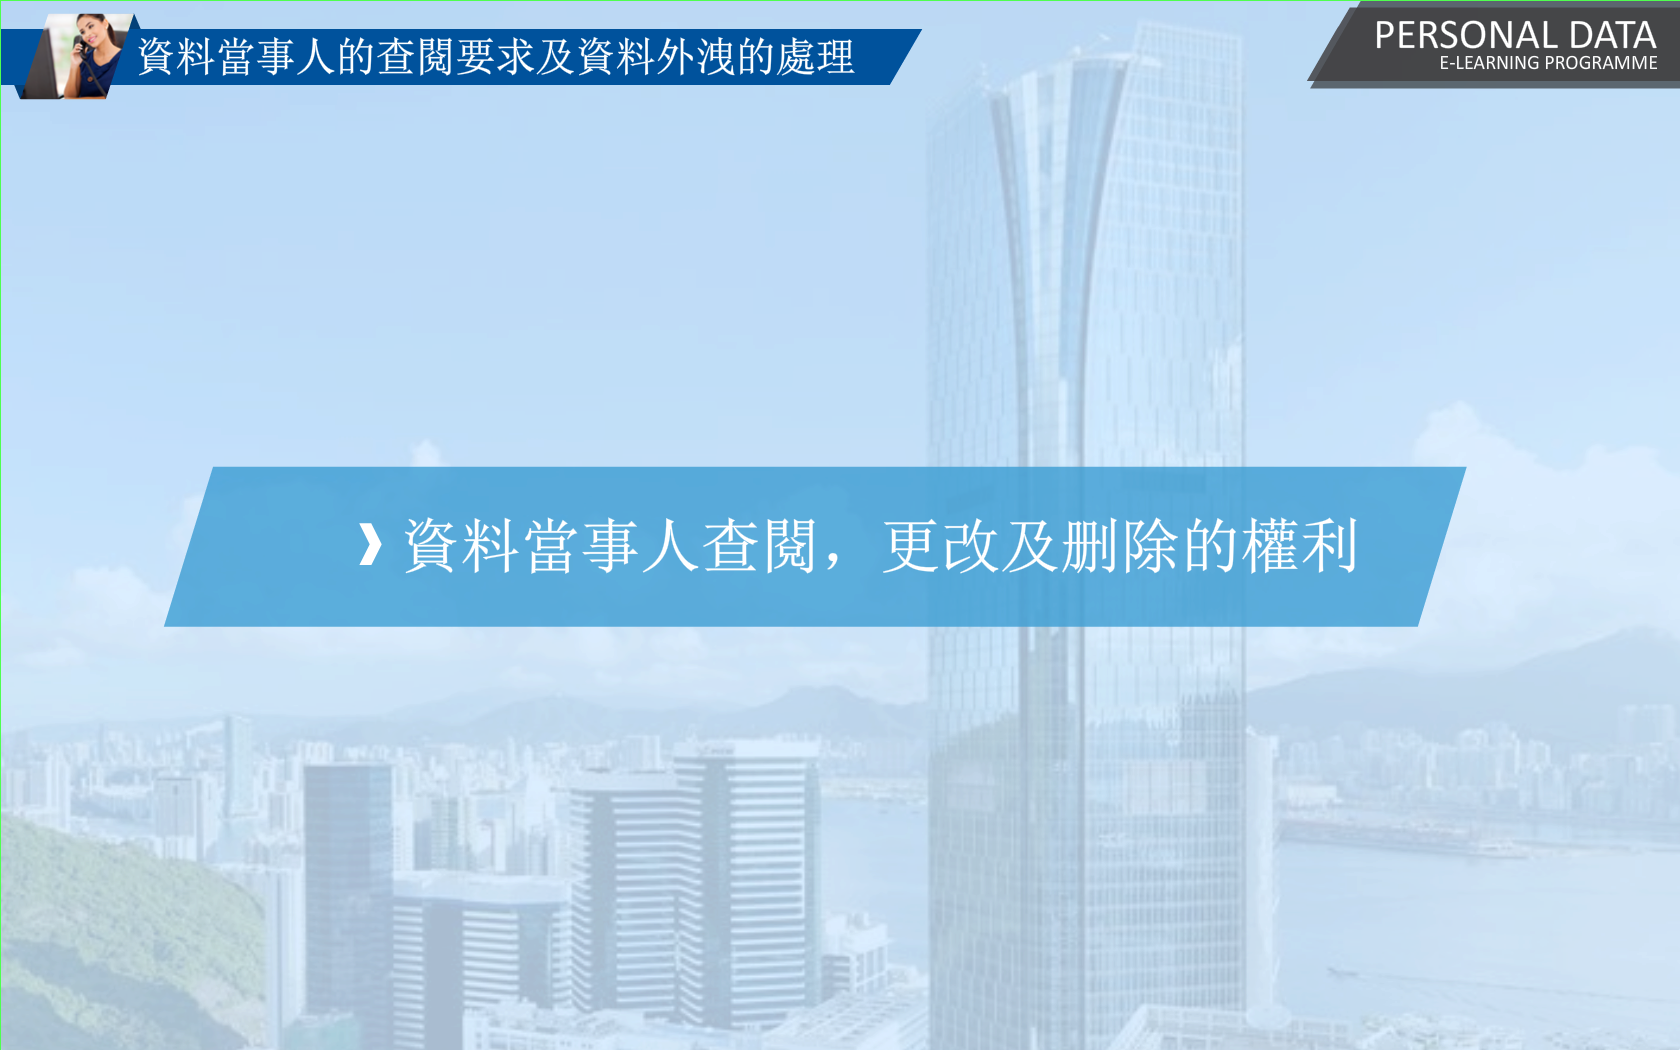 資料當事人的查閱要求及資料外洩的處理
PERSONAL DATA
E-LEARNING PROGRAMME
資料當事人查閱，更改及刪除的權利